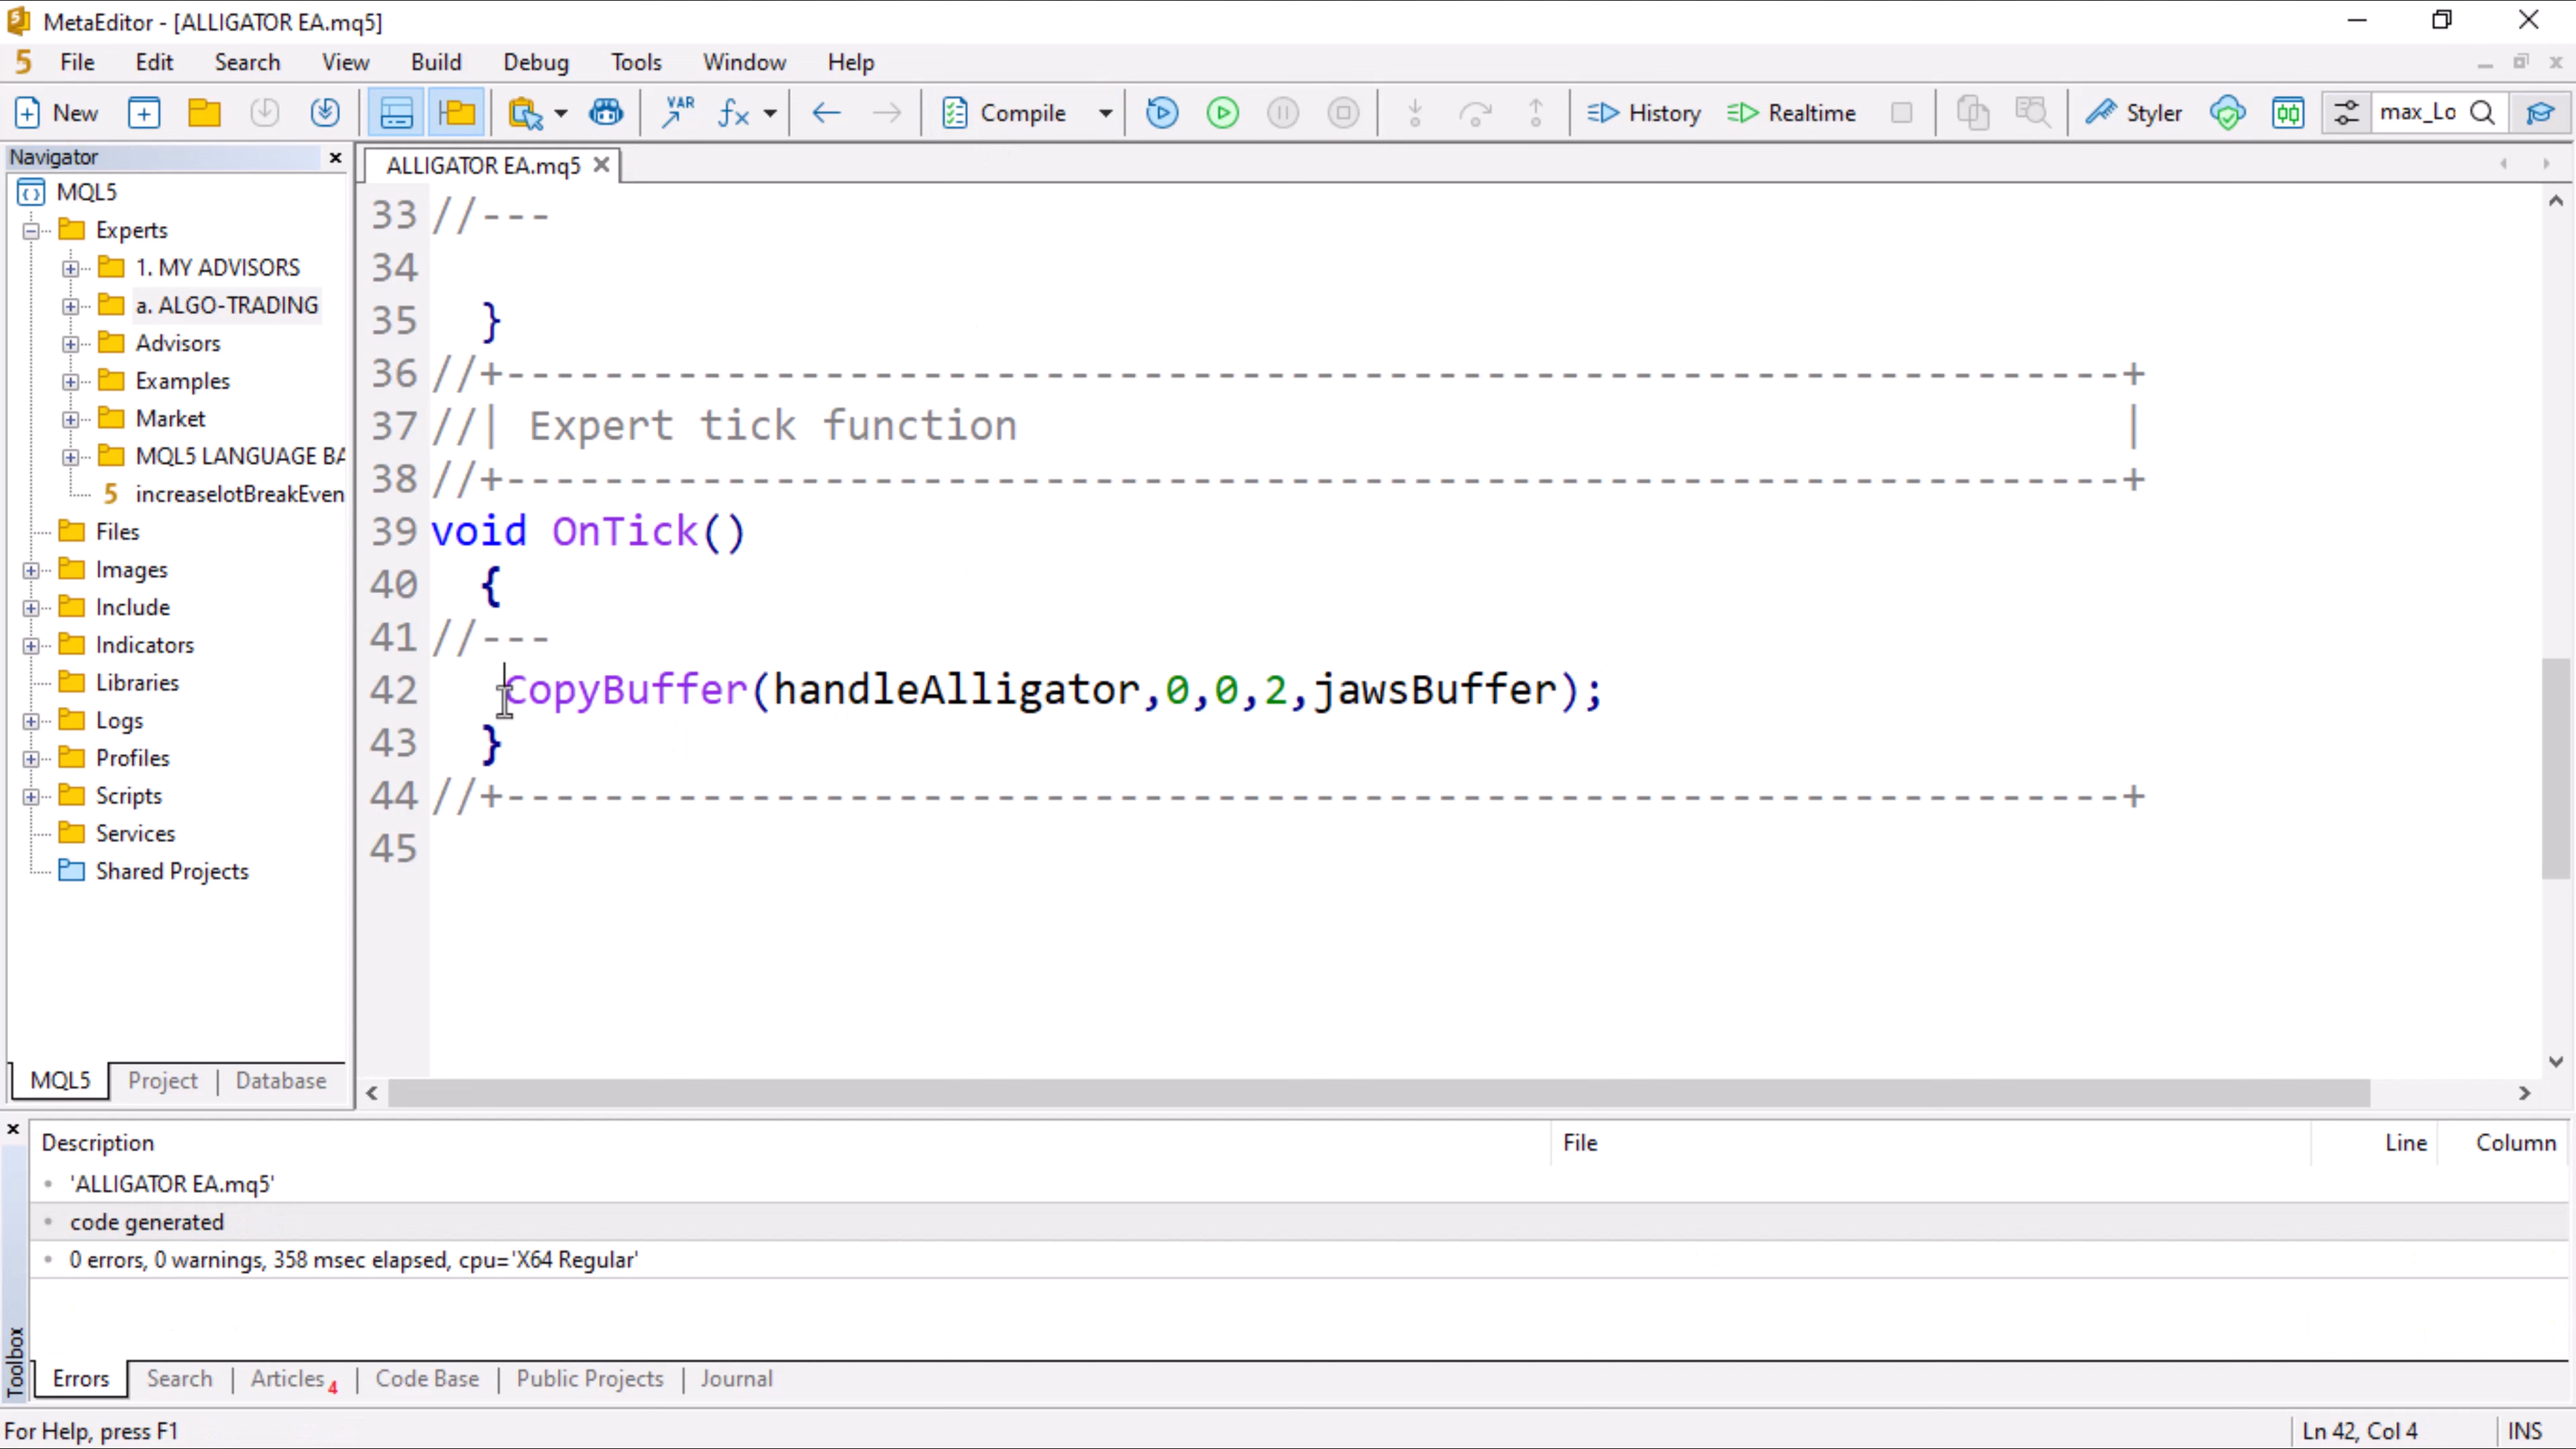 MetaEditor - [ALLIGATOR EA.mq5]
5 File Edit Search View Build Debug Tools Window Help
New VAR fx Compile History Realtime Styler max_Lo
Navigator
ALLIGATOR EA.mq5
MQL5
Experts
1. MY ADVISORS
a. ALGO-TRADING
Advisors
Examples
Market
MQL5 LANGUAGE BA
5 increaselotBreakEven
Files
Images
Include
Indicators
Libraries
Logs
Profiles
Scripts
Services
Shared Projects
MQL5 Project Database
33 //---
34
35 }
36 //+------------------------------------------------------------------+
37 //| Expert tick function |
38 //+------------------------------------------------------------------+
39 void OnTick()
40 {
41 //---
42 CopyBuffer(handleAlligator,0,0,2,jawsBuffer);
43 }
44 //+------------------------------------------------------------------+
45
Description File Line Column
'ALLIGATOR EA.mq5'
code generated
0 errors, 0 warnings, 358 msec elapsed, cpu='X64 Regular'
Toolbox
Errors Search Articles 4 Code Base Public Projects Journal
For Help, press F1 Ln 42, Col 4 INS